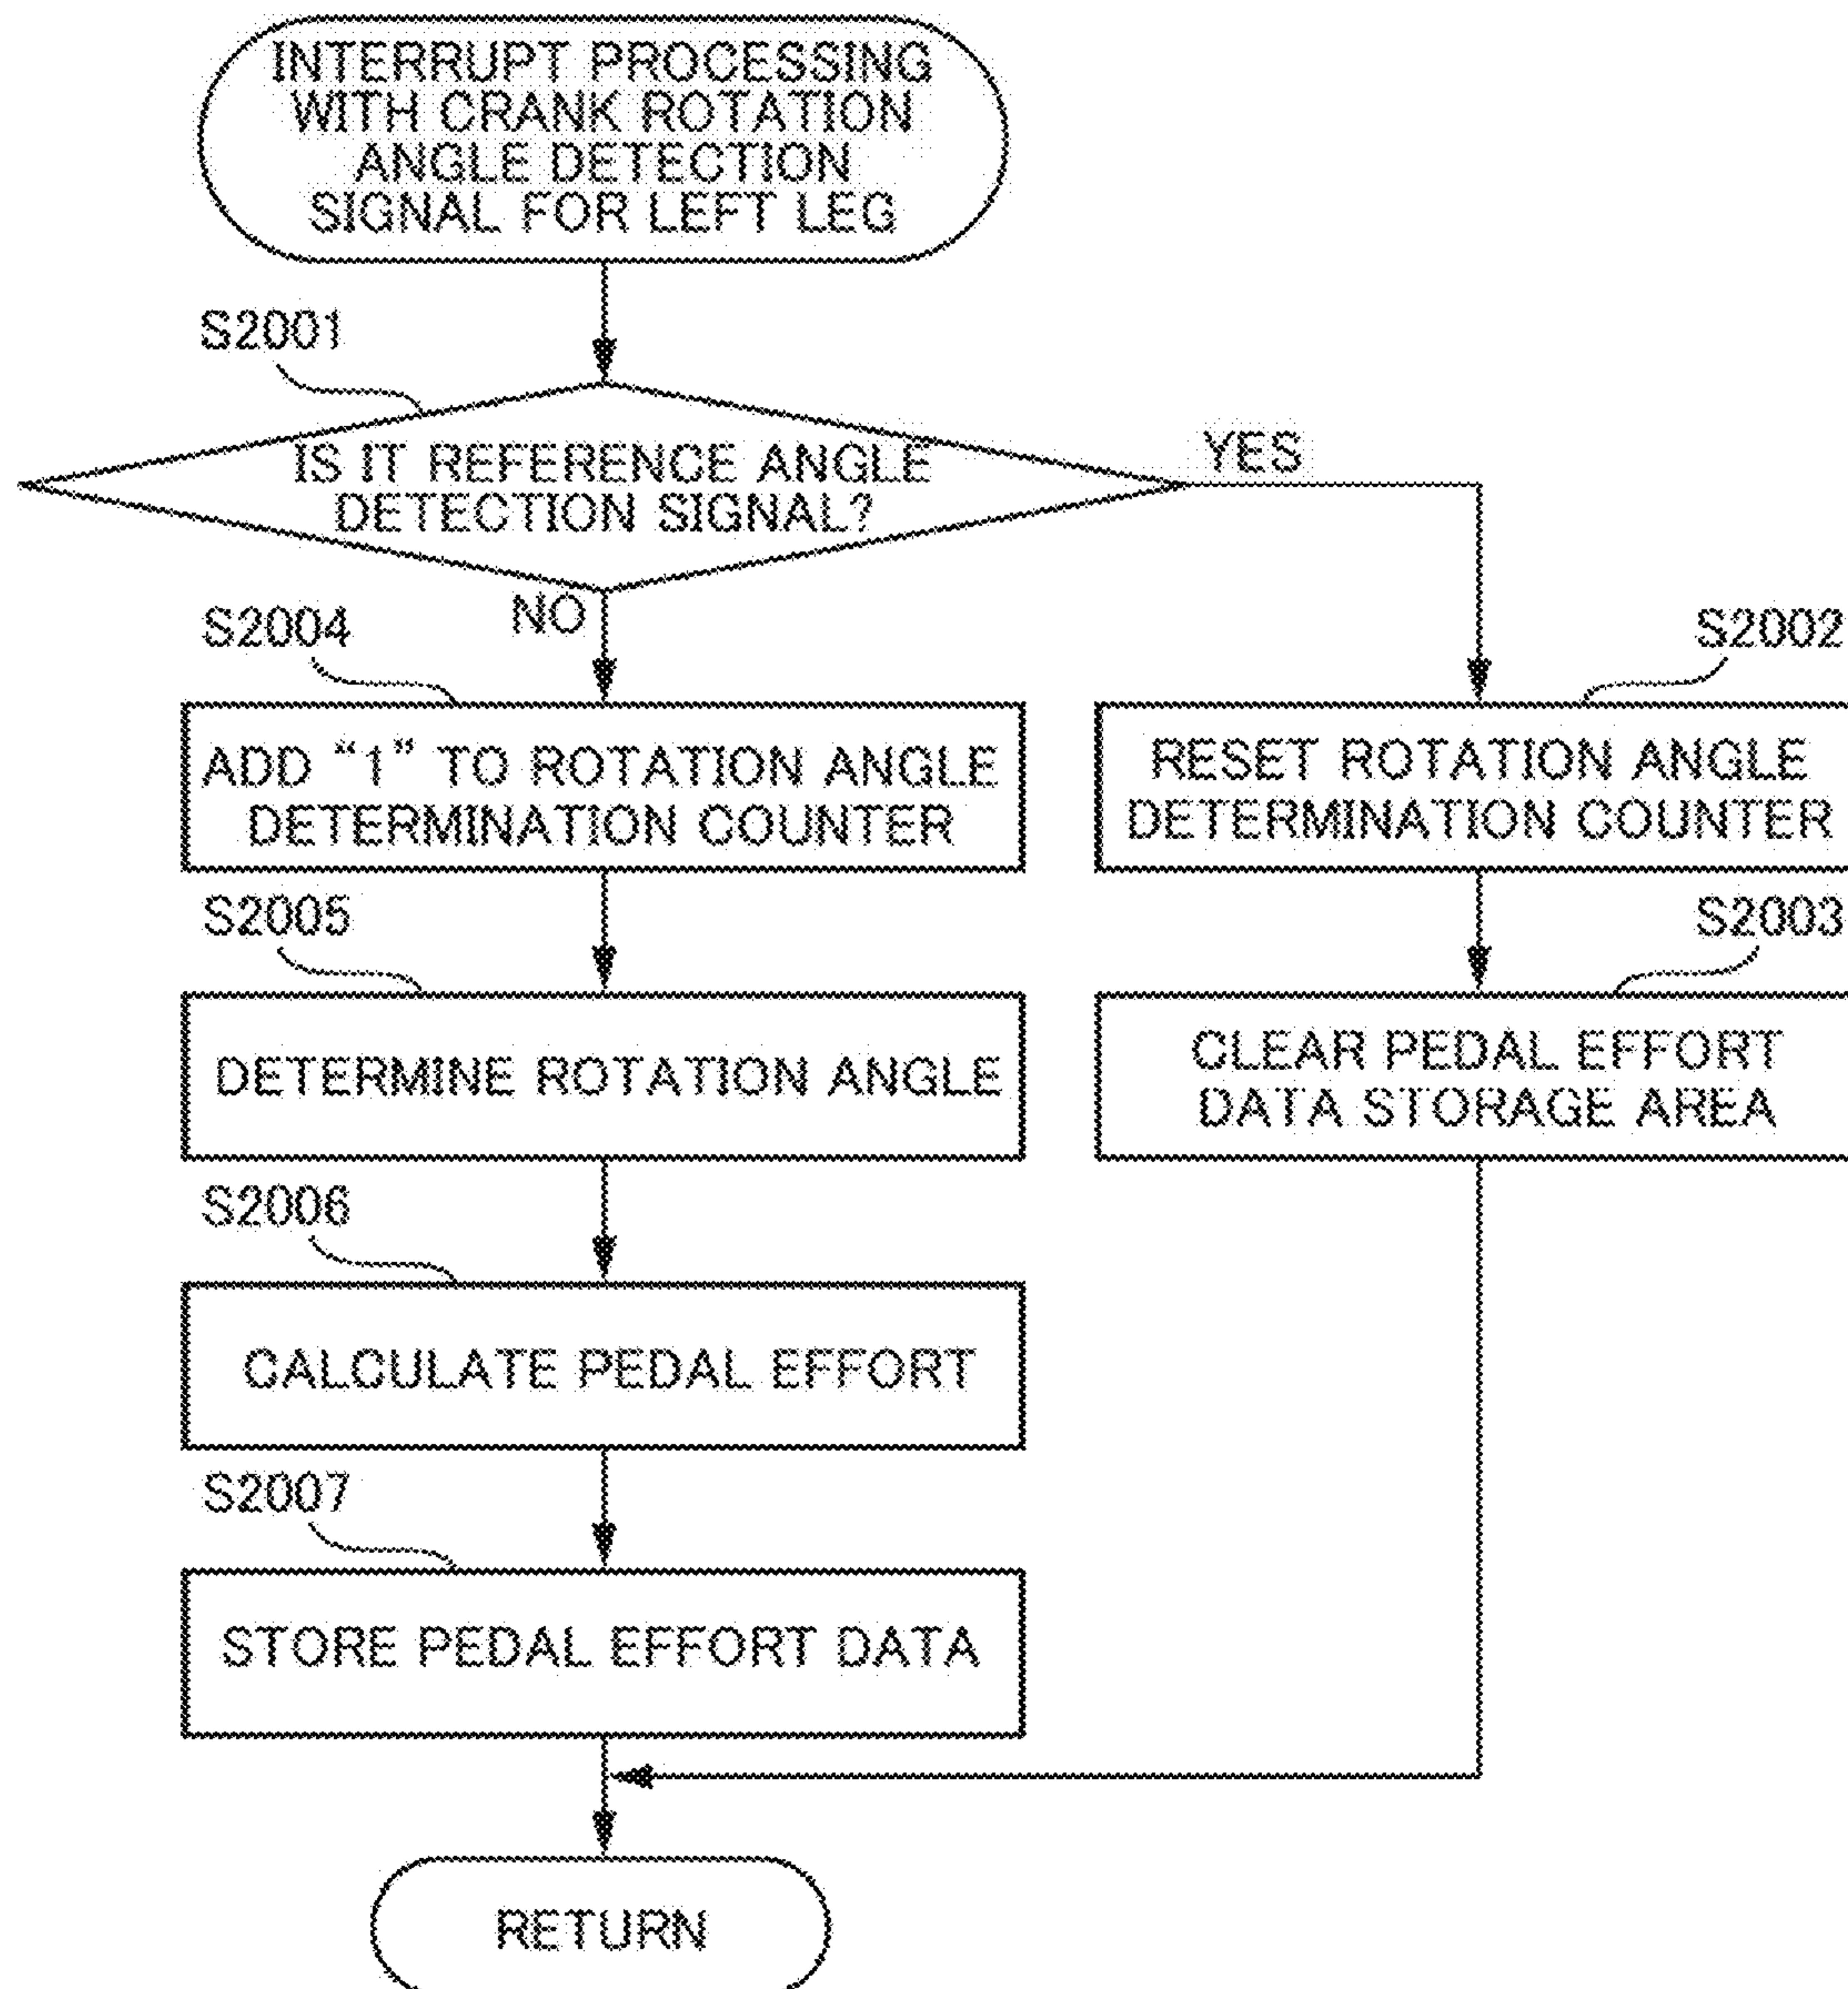 INTERRUPT PROCESSING
WITH CRANK ROTATION
ANGLE DETECTION
SIGNAL FOR LEFT LEG
S2001
IS IT REFERENCE ANGLE
DETECTION SIGNAL?
YES
NO
S2004
ADD “1” TO ROTATION ANGLE
DETERMINATION COUNTER
S2002
RESET ROTATION ANGLE
DETERMINATION COUNTER
S2005
DETERMINE ROTATION ANGLE
S2003
CLEAR PEDAL EFFORT
DATA STORAGE AREA
S2006
CALCULATE PEDAL EFFORT
S2007
STORE PEDAL EFFORT DATA
RETURN